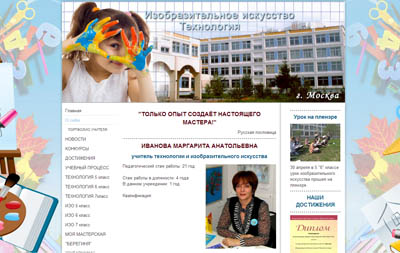 Изобразительное искусство
Технология
г. Москва
Главная
О себе
ПОРТФОЛИО УЧИТЕЛЯ
НОВОСТИ
КОНКУРСЫ
ДОСТИЖЕНИЯ
УЧЕБНЫЙ ПРОЦЕСС
ТЕХНОЛОГИЯ 5 класс
ТЕХНОЛОГИЯ 6 класс
ТЕХНОЛОГИЯ 7 класс
ИЗО 5 класс
ИЗО 6 класс
ИЗО 7 класс
МОЯ МАСТЕРСКАЯ
"БЕРЕГИНЯ"
"ТОЛЬКО ОПЫТ СОЗДАЁТ НАСТОЯЩЕГО
МАСТЕРА!"
Русская пословица
ИВАНОВА МАРГАРИТА АНАТОЛЬЕВНА
учитель технологии и изобразительного искусства
Педагогический стаж работы: 21 год
Стаж работы в должности: 4 года
В данном учреждении: 1 год
Квалификация:
Урок на пленэре
30 апреля в 5 "Е" классе
урок изобразительного
искусства прошел на
пленэре
НАШИ
ДОСТИЖЕНИЯ
Диплом